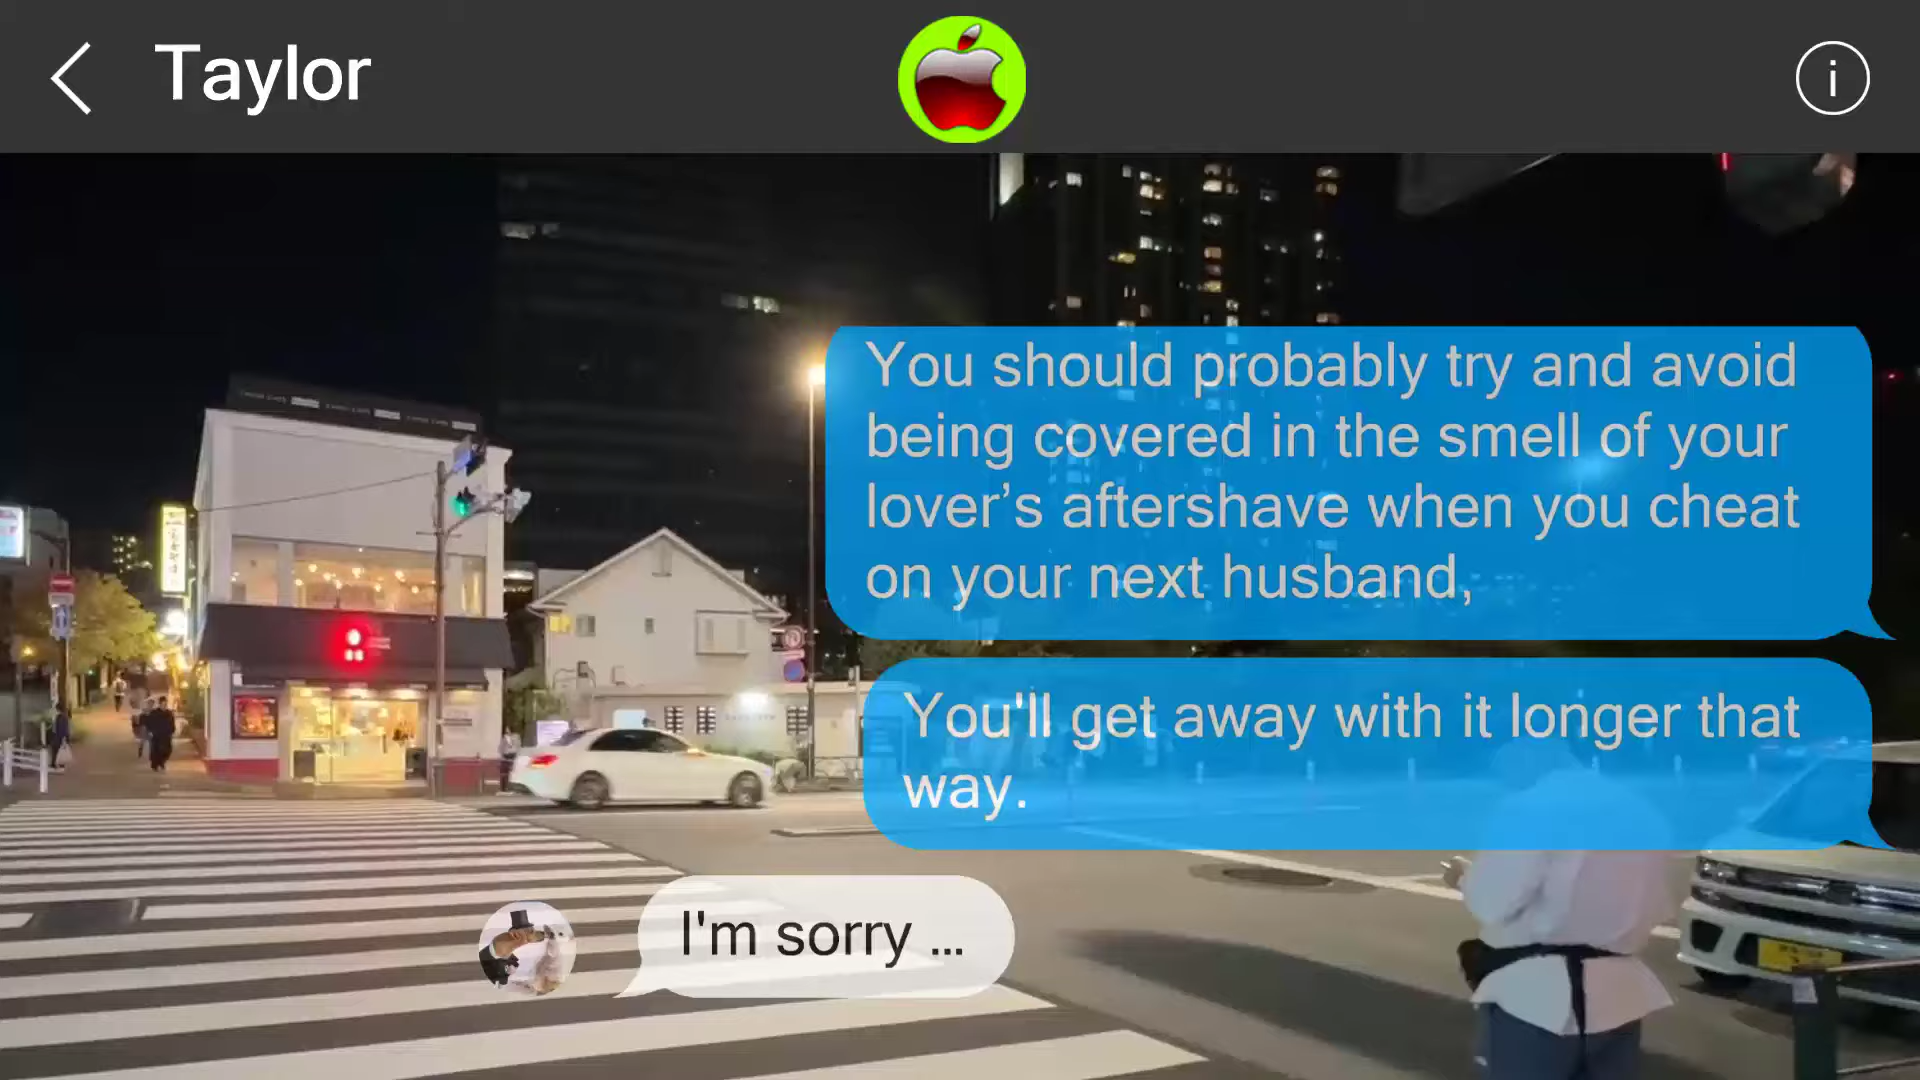 Taylor
i
You should probably try and avoid
being covered in the smell of your
lover’s aftershave when you cheat
on your next husband,
You'll get away with it longer that
way.
I'm sorry ...